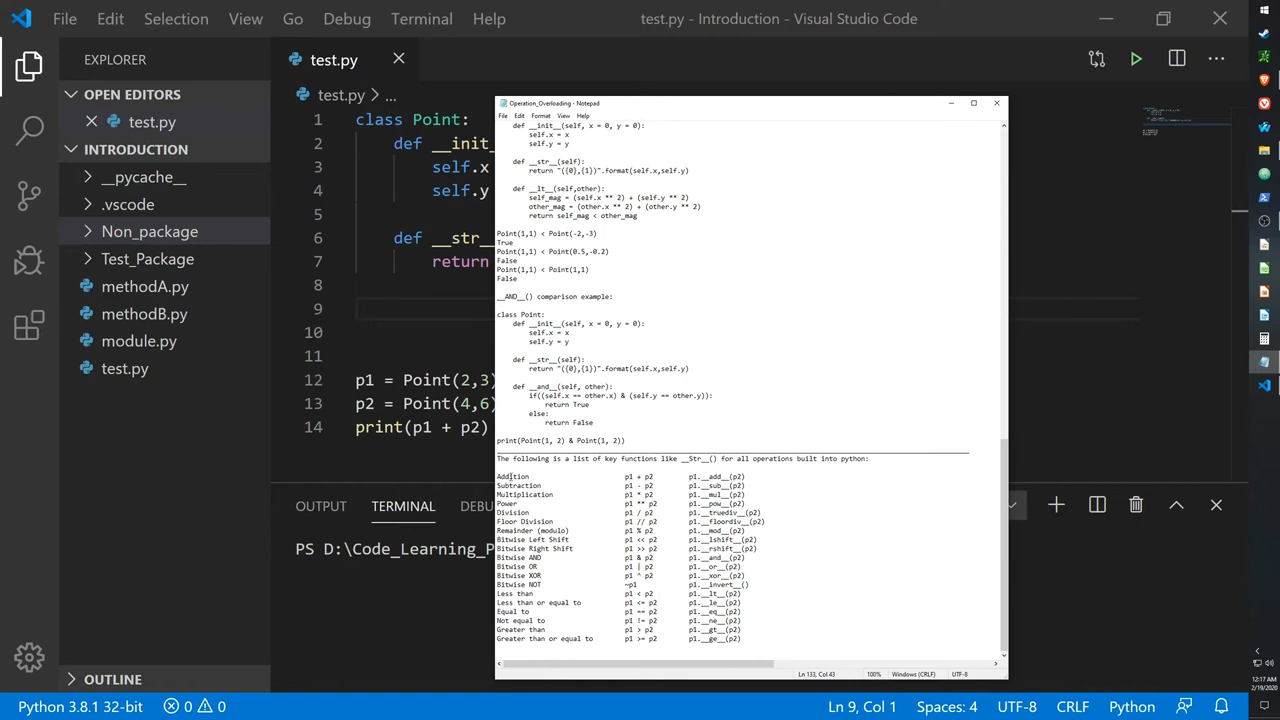 File Edit Selection View Go Debug Terminal Help test.py - Introduction - Visual Studio Code
EXPLORER
OPEN EDITORS
test.py
INTRODUCTION
__pycache__
.vscode
Non_package
Test_Package
methodA.py
methodB.py
module.py
test.py
OUTLINE
test.py
test.py > ...
1 class Point:
2 def __init_
3 self.x
4 self.y
5
6 def __str__
7 return
8
9
10
11
12 p1 = Point(2,3)
13 p2 = Point(4,6)
14 print(p1 + p2)
OUTPUT TERMINAL DEBU
PS D:\Code_Learning_P
Operation_Overloading - Notepad
File Edit Format View Help
def __init__(self, x = 0, y = 0):
self.x = x
self.y = y
def __str__(self):
return "({0},{1})".format(self.x,self.y)
def __lt__(self,other):
self_mag = (self.x ** 2) + (self.y ** 2)
other_mag = (other.x ** 2) + (other.y ** 2)
return self_mag < other_mag
Point(1,1) < Point(-2,-3)
True
Point(1,1) < Point(0.5,-0.2)
False
Point(1,1) < Point(1,1)
False
__AND__() comparison example:
class Point:
def __init__(self, x = 0, y = 0):
self.x = x
self.y = y
def __str__(self):
return "({0},{1})".format(self.x,self.y)
def __and__(self, other):
if((self.x == other.x) & (self.y == other.y)):
return True
else:
return False
print(Point(1, 2) & Point(1, 2))
The following is a list of key functions like __Str__() for all operations built into python:
Addition p1 + p2 p1.__add__(p2)
Subtraction p1 - p2 p1.__sub__(p2)
Multiplication p1 * p2 p1.__mul__(p2)
Power p1 ** p2 p1.__pow__(p2)
Division p1 / p2 p1.__truediv__(p2)
Floor Division p1 // p2 p1.__floordiv__(p2)
Remainder (modulo) p1 % p2 p1.__mod__(p2)
Bitwise Left Shift p1 << p2 p1.__lshift__(p2)
Bitwise Right Shift p1 >> p2 p1.__rshift__(p2)
Bitwise AND p1 & p2 p1.__and__(p2)
Bitwise OR p1 | p2 p1.__or__(p2)
Bitwise XOR p1 ^ p2 p1.__xor__(p2)
Bitwise NOT ~p1 p1.__invert__()
Less than p1 < p2 p1.__lt__(p2)
Less than or equal to p1 <= p2 p1.__le__(p2)
Equal to p1 == p2 p1.__eq__(p2)
Not equal to p1 != p2 p1.__ne__(p2)
Greater than p1 > p2 p1.__gt__(p2)
Greater than or equal to p1 >= p2 p1.__ge__(p2)
Ln 133, Col 43 100% Windows (CRLF) UTF-8
Python 3.8.1 32-bit 0 0 Ln 9, Col 1 Spaces: 4 UTF-8 CRLF Python
12:17 AM
2/19/2020